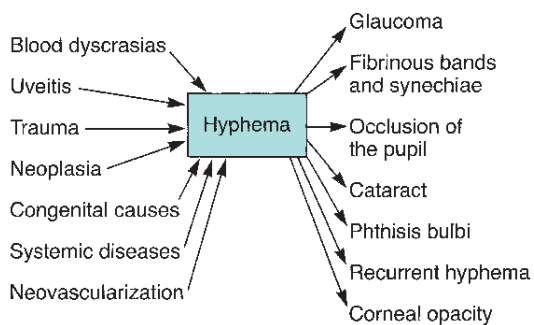 Blood dyscrasias
Uveitis
Trauma
Neoplasia
Congenital causes
Systemic diseases
Neovascularization
Hyphema
Glaucoma
Fibrinous bands
and synechiae
Occlusion of
the pupil
Cataract
Phthisis bulbi
Recurrent hyphema
Corneal opacity